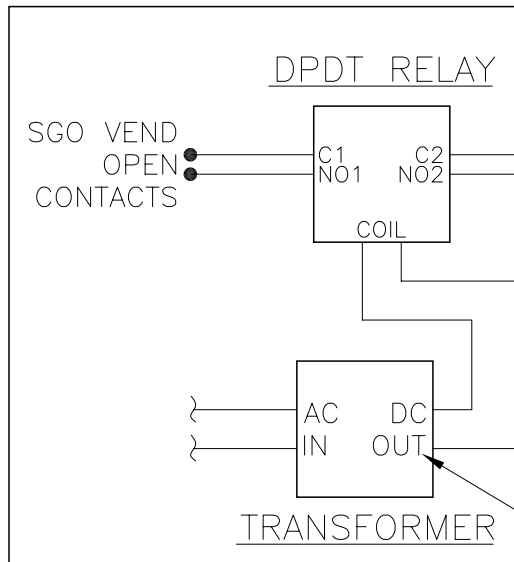 DPDT RELAY
SGO VEND
OPEN
CONTACTS
C1 C2
NO1 NO2
COIL
AC DC
IN OUT
TRANSFORMER